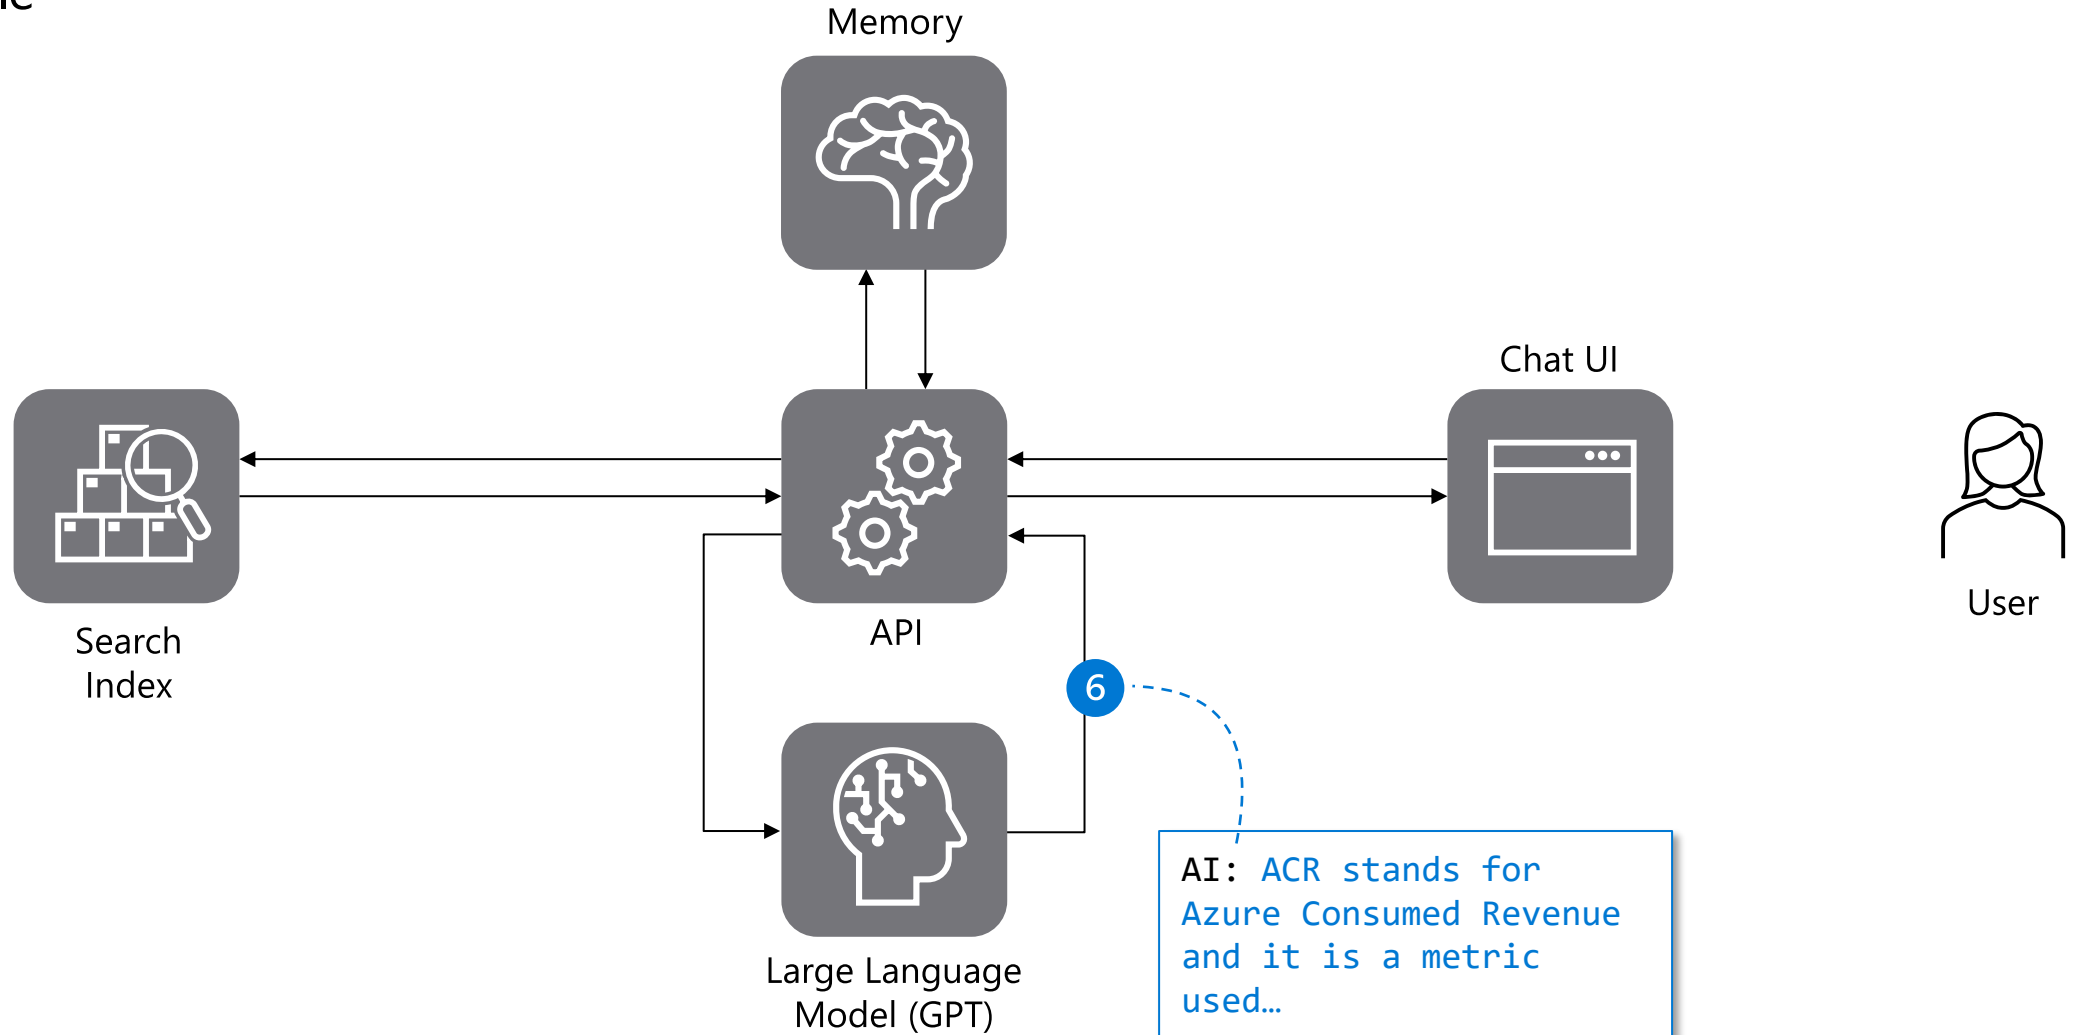 Memory
Chat UI
Search
Index
API
User
6
Large Language
Model (GPT)
AI: ACR stands for
Azure Consumed Revenue
and it is a metric
used…